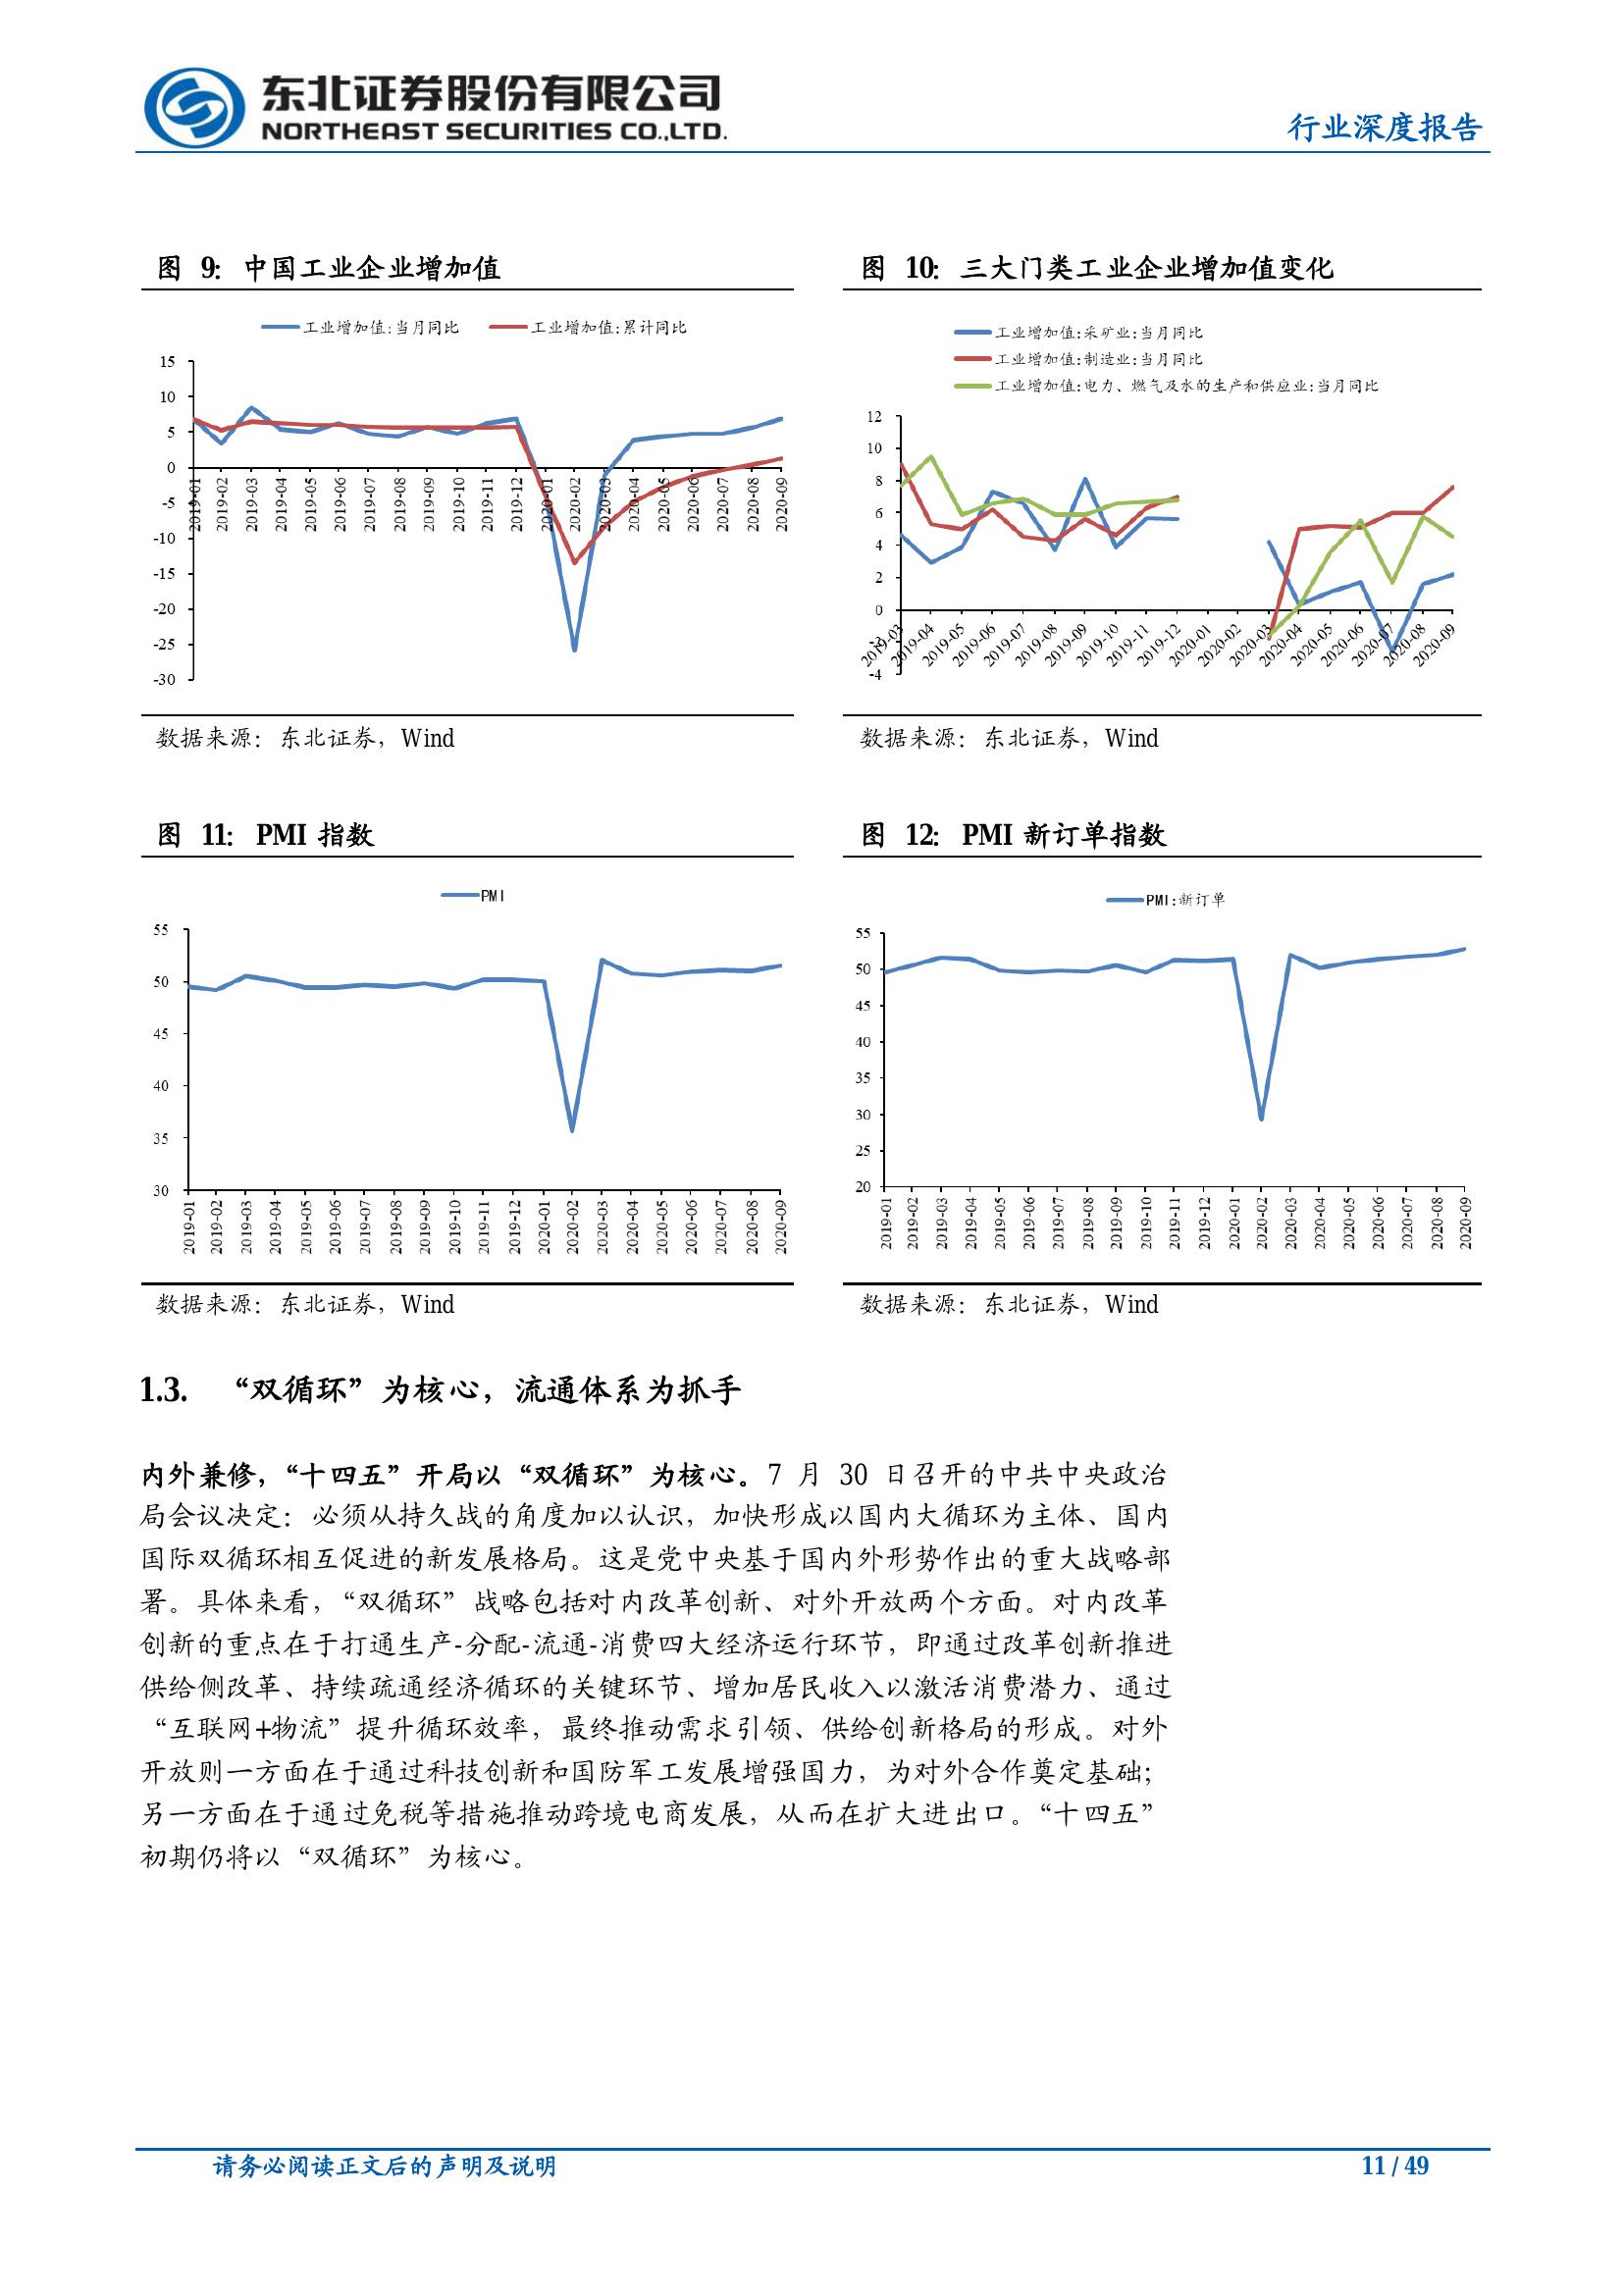 东北证券股份有限公司
NORTHEAST SECURITIES CO.,LTD.
行业深度报告
图 9: 中国工业企业增加值
工业增加值:当月同比 工业增加值:累计同比
15
10
5
0
-5
-10
-15
-20
-25
-30
2019-01 2019-02 2019-03 2019-04 2019-05 2019-06 2019-07 2019-08 2019-09 2019-10 2019-11 2019-12 2020-01 2020-02 2020-03 2020-04 2020-05 2020-06 2020-07 2020-08 2020-09
数据来源：东北证券，Wind
图 10: 三大门类工业企业增加值变化
工业增加值:采矿业:当月同比
工业增加值:制造业:当月同比
工业增加值:电力、燃气及水的生产和供应业:当月同比
12
10
8
6
4
2
0
-2
-4
2019-03 2019-04 2019-05 2019-06 2019-07 2019-08 2019-09 2019-10 2019-11 2019-12 2020-01 2020-02 2020-03 2020-04 2020-05 2020-06 2020-07 2020-08 2020-09
数据来源：东北证券，Wind
图 11: PMI 指数
PMI
55
50
45
40
35
30
2019-01 2019-02 2019-03 2019-04 2019-05 2019-06 2019-07 2019-08 2019-09 2019-10 2019-11 2019-12 2020-01 2020-02 2020-03 2020-04 2020-05 2020-06 2020-07 2020-08 2020-09
数据来源：东北证券，Wind
图 12: PMI 新订单指数
PMI:新订单
55
50
45
40
35
30
25
20
2019-01 2019-02 2019-03 2019-04 2019-05 2019-06 2019-07 2019-08 2019-09 2019-10 2019-11 2019-12 2020-01 2020-02 2020-03 2020-04 2020-05 2020-06 2020-07 2020-08 2020-09
数据来源：东北证券，Wind
1.3. “双循环”为核心，流通体系为抓手
内外兼修，“十四五”开局以“双循环”为核心。7 月 30 日召开的中共中央政治
局会议决定：必须从持久战的角度加以认识，加快形成以国内大循环为主体、国内
国际双循环相互促进的新发展格局。这是党中央基于国内外形势作出的重大战略部
署。具体来看，“双循环” 战略包括对内改革创新、对外开放两个方面。对内改革
创新的重点在于打通生产-分配-流通-消费四大经济运行环节，即通过改革创新推进
供给侧改革、持续疏通经济循环的关键环节、增加居民收入以激活消费潜力、通过
“互联网+物流”提升循环效率，最终推动需求引领、供给创新格局的形成。对外
开放则一方面在于通过科技创新和国防军工发展增强国力，为对外合作奠定基础；
另一方面在于通过免税等措施推动跨境电商发展，从而在扩大进出口。“十四五”
初期仍将以“双循环”为核心。
请务必阅读正文后的声明及说明
11 / 49